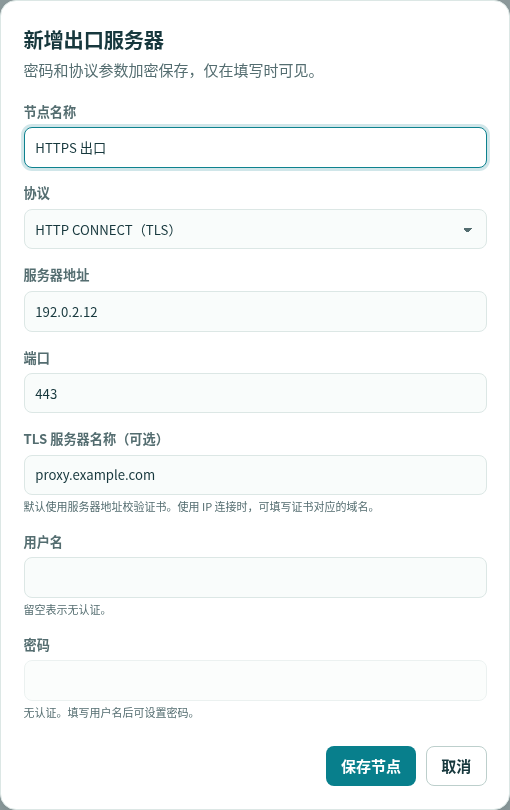 新增出口服务器
密码和协议参数加密保存，仅在填写时可见。
节点名称
HTTPS 出口
协议
HTTP CONNECT（TLS）
服务器地址
192.0.2.12
端口
443
TLS 服务器名称（可选）
proxy.example.com
默认使用服务器地址校验证书。使用 IP 连接时，可填写证书对应的域名。
用户名
留空表示无认证。
密码
无认证。填写用户名后可设置密码。
保存节点
取消